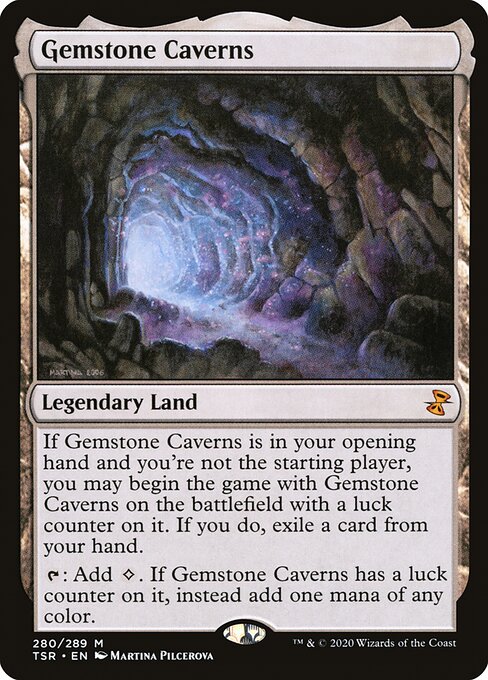 Gemstone Caverns
MARTINA 2006
Legendary Land
If Gemstone Caverns is in your opening
hand and you're not the starting player,
you may begin the game with Gemstone
Caverns on the battlefield with a luck
counter on it. If you do, exile a card from
your hand.
: Add . If Gemstone Caverns has a luck
counter on it, instead add one mana of any
color.
280/289 M
TSR • EN Martina Pilcerova
™ & © 2020 Wizards of the Coast